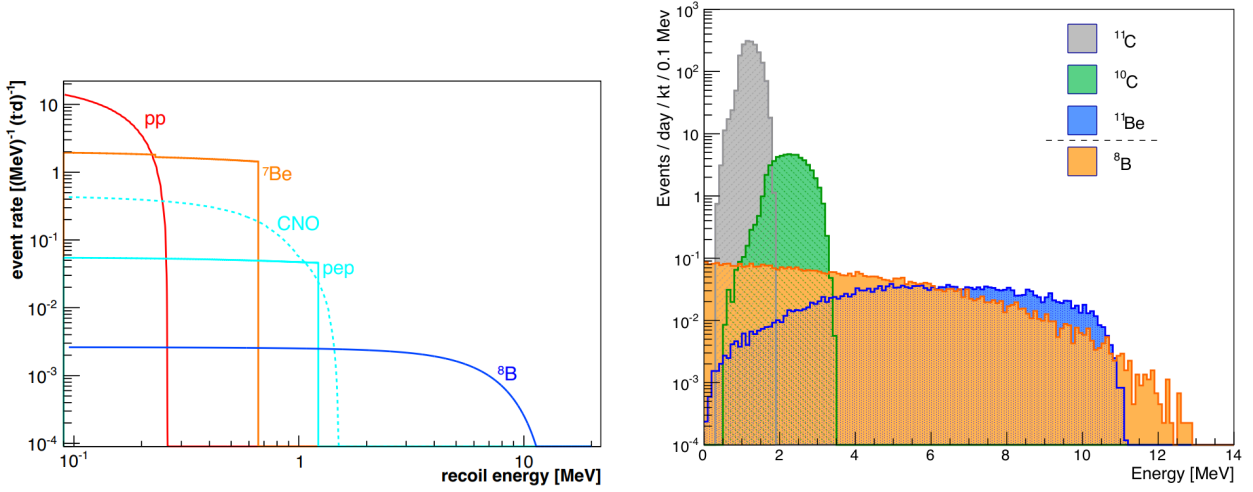 event rate [(MeV)⁻¹ (t·d)⁻¹]
10
1
10⁻¹
10⁻²
10⁻³
10⁻⁴
pp
⁷Be
CNO
pep
⁸B
10⁻¹
1
10
recoil energy [MeV]
Events / day / kt / 0.1 Mev
10³
10²
10
1
10⁻¹
10⁻²
10⁻³
10⁻⁴
¹¹C
¹⁰C
¹¹Be
⁸B
0
2
4
6
8
10
12
14
Energy [MeV]